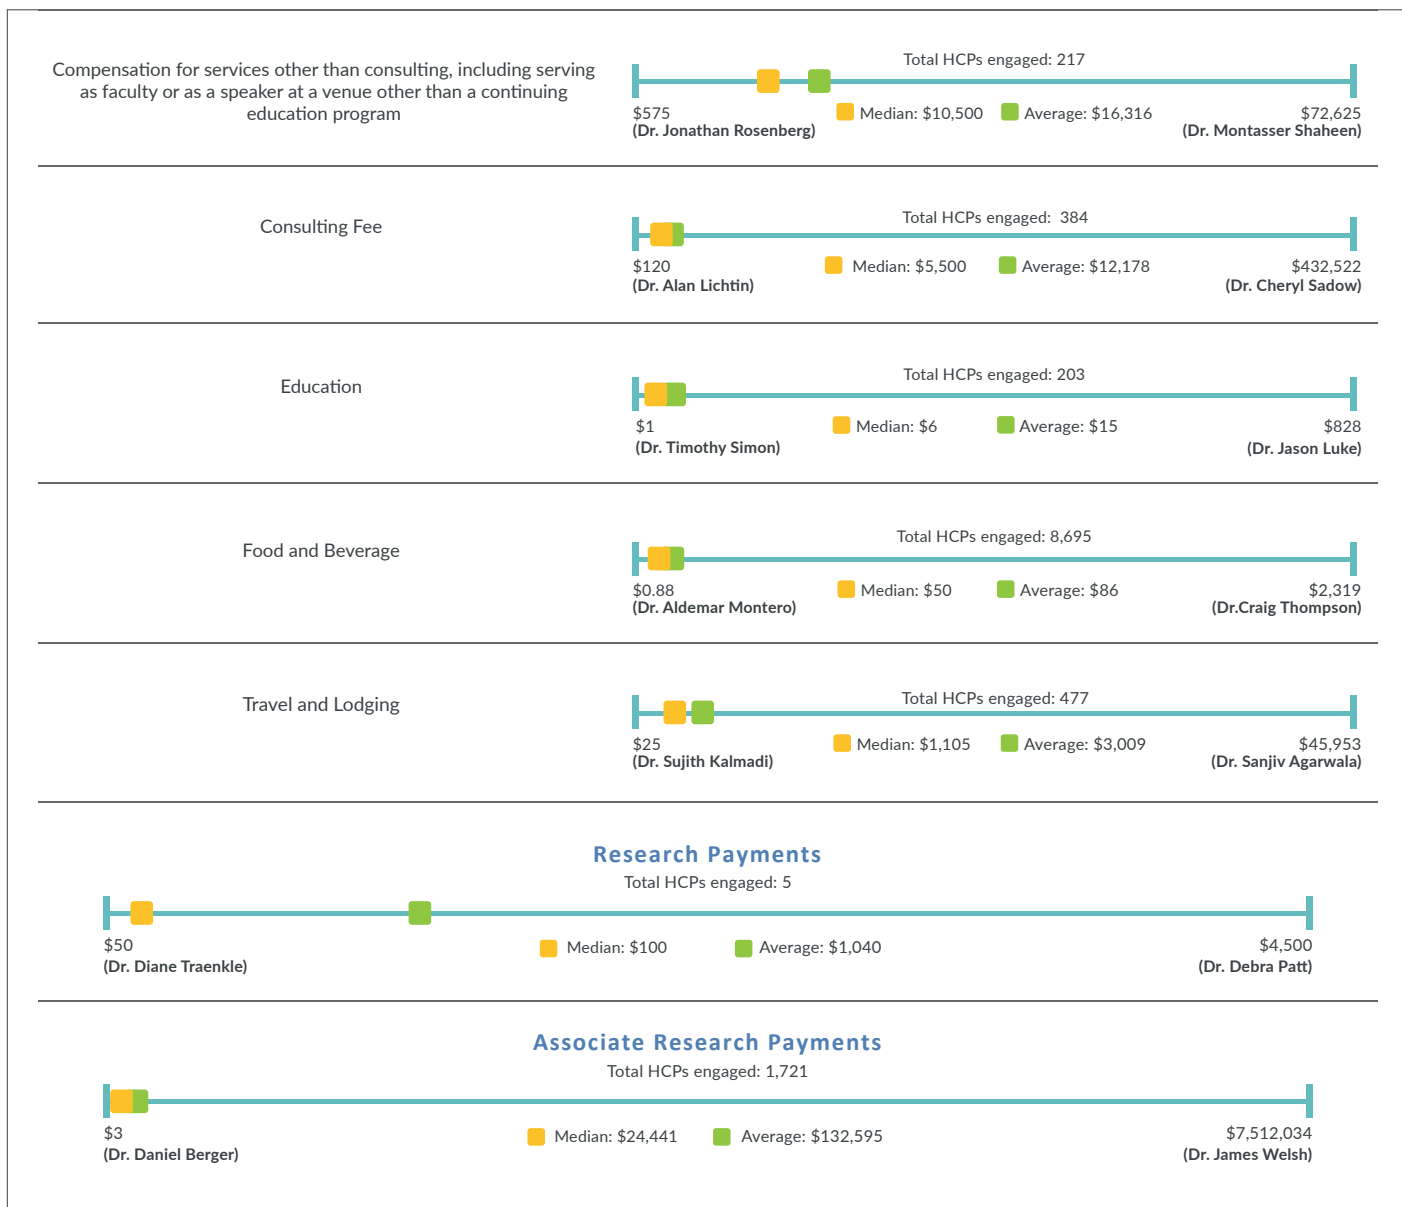 Compensation for services other than consulting, including serving
as faculty or as a speaker at a venue other than a continuing
education program
Total HCPs engaged: 217
$575
(Dr. Jonathan Rosenberg)
Median: $10,500
Average: $16,316
$72,625
(Dr. Montasser Shaheen)
Consulting Fee
Total HCPs engaged: 384
$120
(Dr. Alan Lichtin)
Median: $5,500
Average: $12,178
$432,522
(Dr. Cheryl Sadow)
Education
Total HCPs engaged: 203
$1
(Dr. Timothy Simon)
Median: $6
Average: $15
$828
(Dr. Jason Luke)
Food and Beverage
Total HCPs engaged: 8,695
$0.88
(Dr. Aldemar Montero)
Median: $50
Average: $86
$2,319
(Dr.Craig Thompson)
Travel and Lodging
Total HCPs engaged: 477
$25
(Dr. Sujith Kalmadi)
Median: $1,105
Average: $3,009
$45,953
(Dr. Sanjiv Agarwala)
Research Payments
Total HCPs engaged: 5
$50
(Dr. Diane Traenkle)
Median: $100
Average: $1,040
$4,500
(Dr. Debra Patt)
Associate Research Payments
Total HCPs engaged: 1,721
$3
(Dr. Daniel Berger)
Median: $24,441
Average: $132,595
$7,512,034
(Dr. James Welsh)